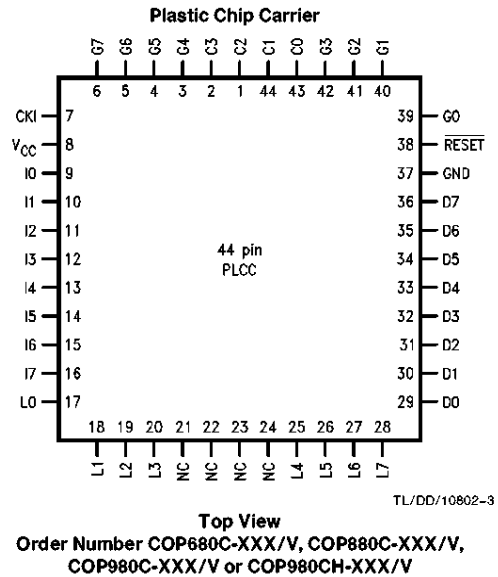 Plastic Chip Carrier
G7 G6 G5 G4 C3 C2 C1 C0 G3 G2 G1
6 5 4 3 2 1 44 43 42 41 40
CKI 7 39 G0
VCC 8 38 RESET
I0 9 37 GND
I1 10 36 D7
I2 11 35 D6
I3 12 34 D5
I4 13 33 D4
I5 14 32 D3
I6 15 31 D2
I7 16 30 D1
L0 17 29 D0
44 pin
PLCC
18 19 20 21 22 23 24 25 26 27 28
L1 L2 L3 NC NC NC NC L4 L5 L6 L7
TL/DD/10802-3
Top View
Order Number COP680C-XXX/V, COP880C-XXX/V,
COP980C-XXX/V or COP980CH-XXX/V